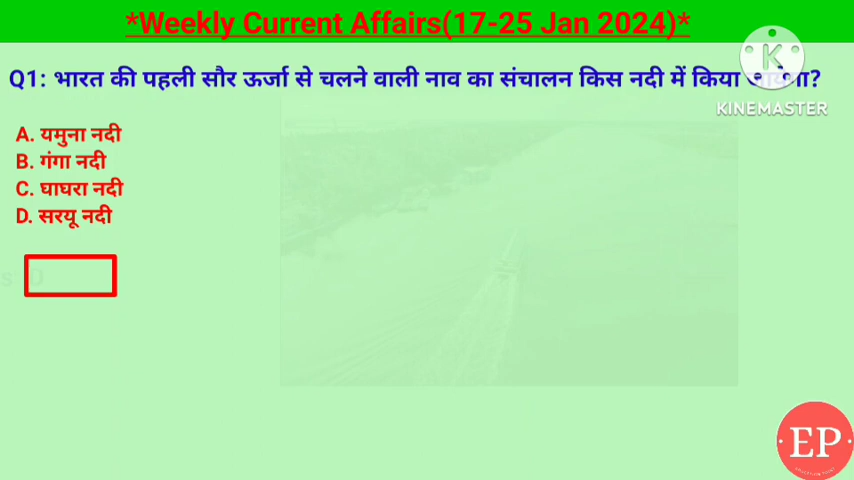 *Weekly Current Affairs(17-25 Jan 2024)*
Q1: भारत की पहली सौर ऊर्जा से चलने वाली नाव का संचालन किस नदी में किया जायेगा?
KINEMASTER
A. यमुना नदी
B. गंगा नदी
C. घाघरा नदी
D. सरयू नदी
D
EP